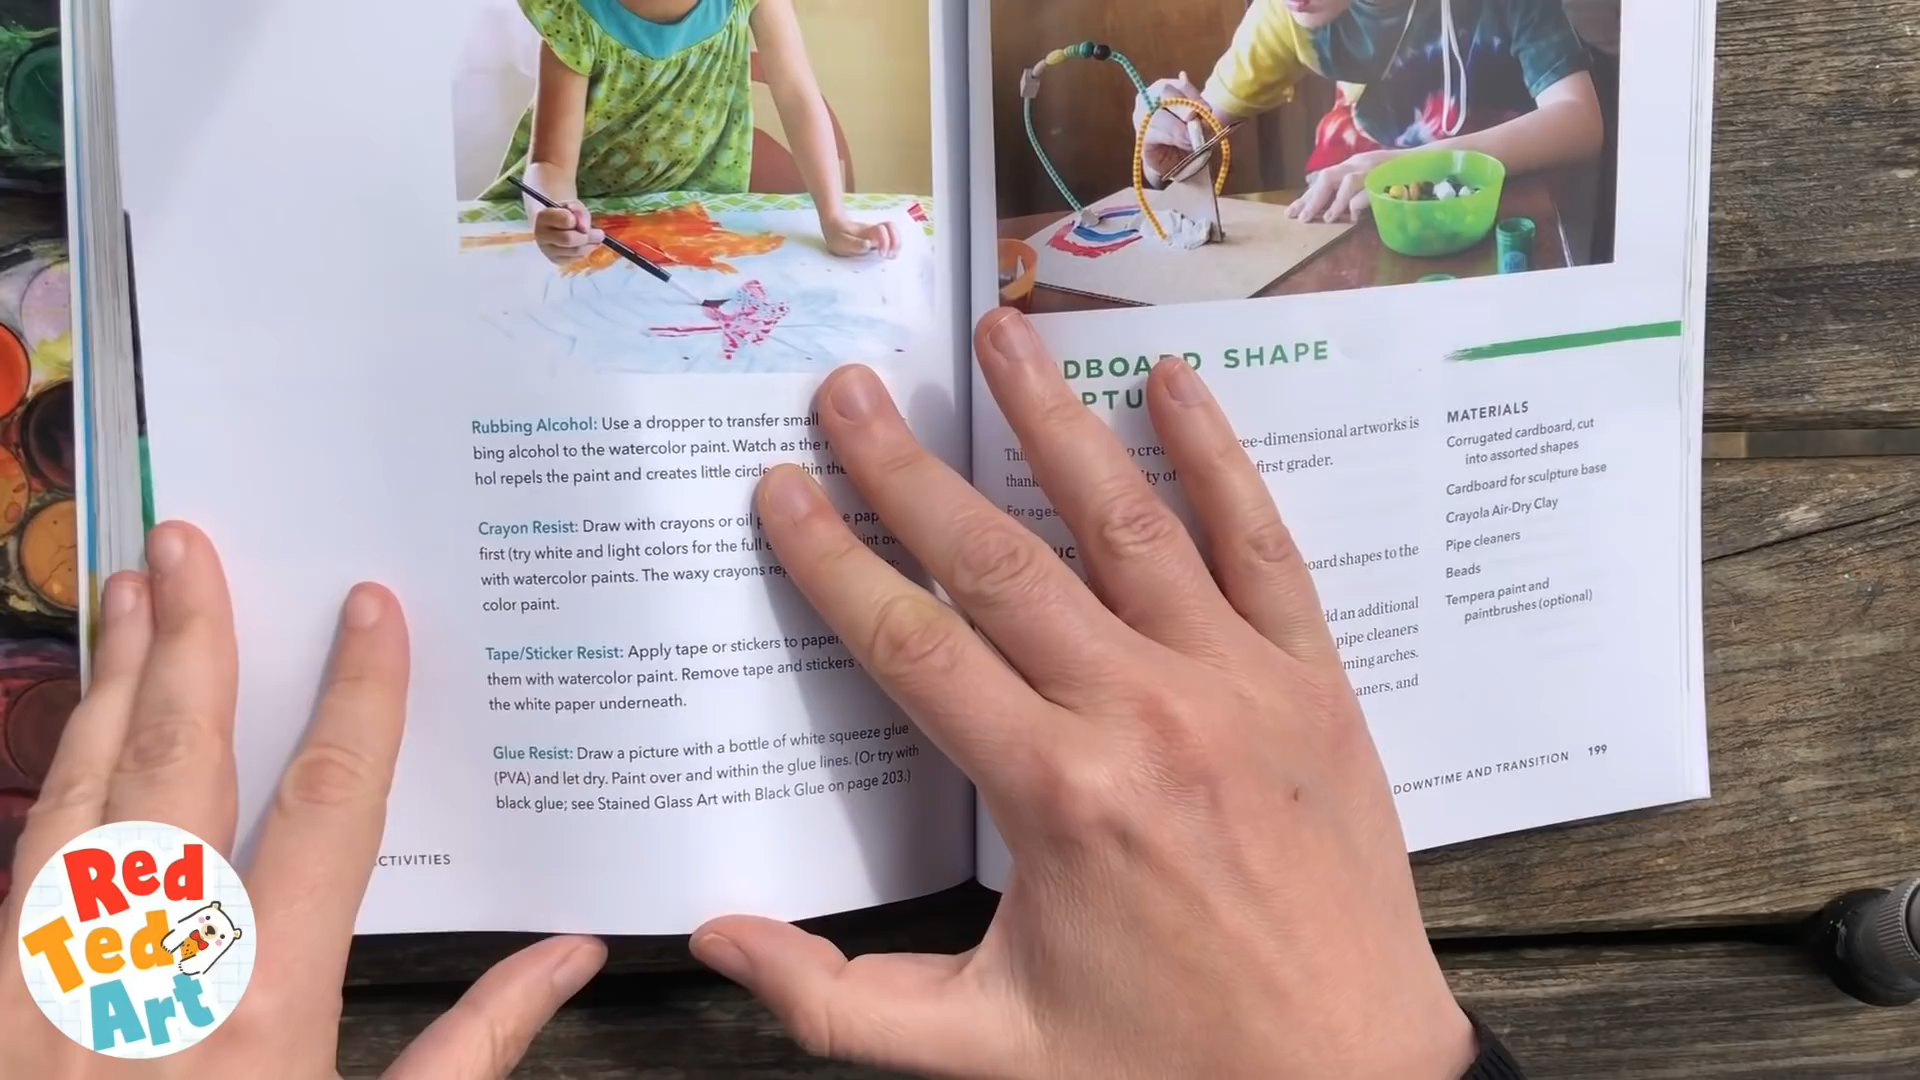 Rubbing Alcohol: Use a dropper to transfer small
bing alcohol to the watercolor paint. Watch as the
hol repels the paint and creates little
Crayon Resist: Draw with crayons or oil
first (try white and light colors for the full
with watercolor paints. The waxy crayons
color paint.
Tape/Sticker Resist: Apply tape or stickers to paper
them with watercolor paint. Remove tape and stickers
the white paper underneath.
Glue Resist: Draw a picture with a bottle of white squeeze glue
(PVA) and let dry. Paint over and within the glue lines. (Or try with
black glue; see Stained Glass Art with Black Glue on page 203.)
CTIVITIES
SHAPE
ee-dimensional artworks is
first grader.
For ages
board shapes to the
an additional
pipe cleaners
arches.
and
MATERIALS
Corrugated cardboard, cut
into assorted shapes
Cardboard for sculpture base
Crayola Air-Dry Clay
Pipe cleaners
Beads
Tempera paint and
paintbrushes (optional)
DOWNTIME AND TRANSITION 199
Red
Ted
Art